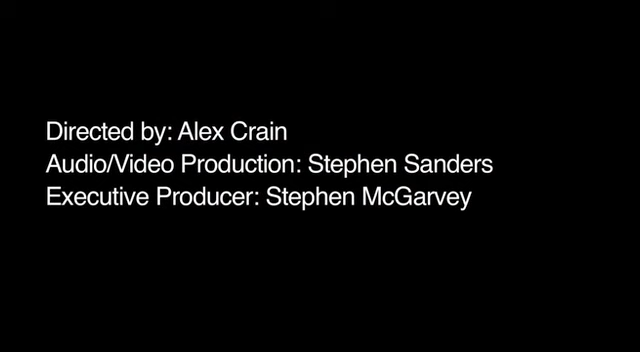 Directed by: Alex Crain
Audio/Video Production: Stephen Sanders
Executive Producer: Stephen McGarvey